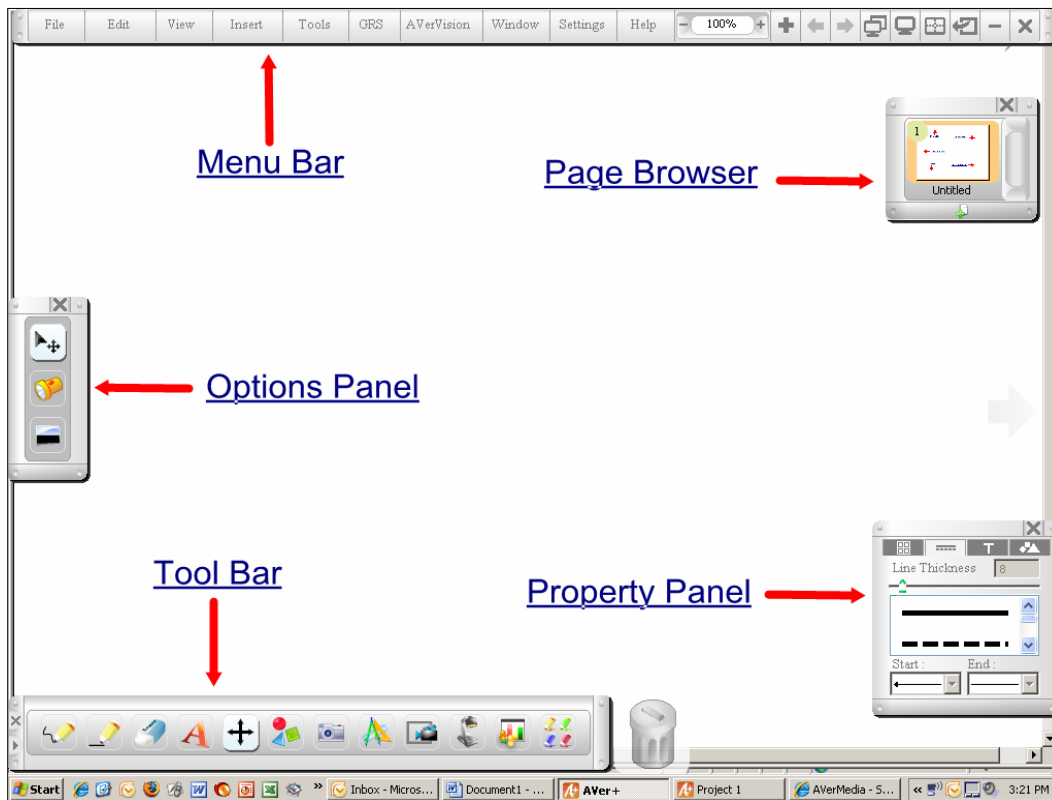 File Edit View Insert Tools GRS AVerVision Window Settings Help 100%
Menu Bar
Page Browser
1
Untitled
Options Panel
Tool Bar
Property Panel
T
Line Thickness 8
Start : End :
A
Start Inbox - Micros... Document1 - ... AVer+ Project 1 AVerMedia - S... 3:21 PM